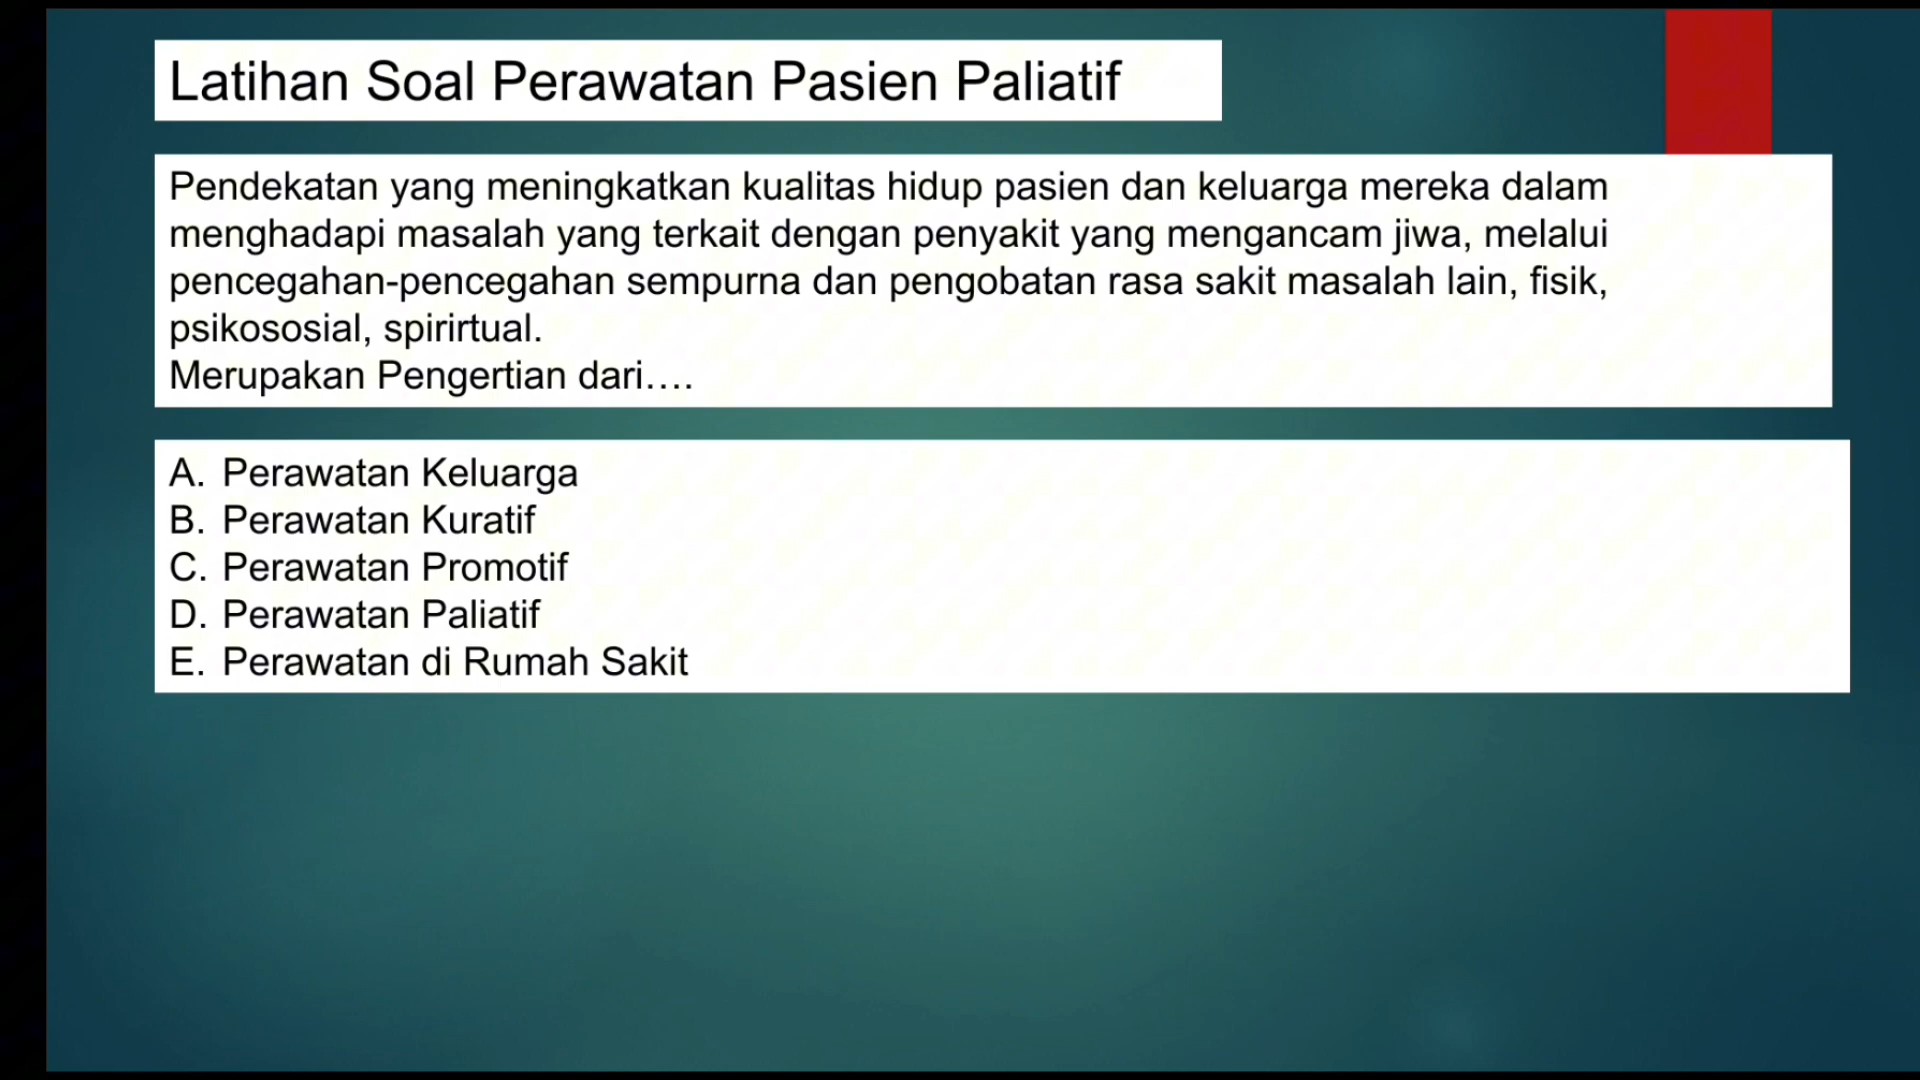 Latihan Soal Perawatan Pasien Paliatif
Pendekatan yang meningkatkan kualitas hidup pasien dan keluarga mereka dalam
menghadapi masalah yang terkait dengan penyakit yang mengancam jiwa, melalui
pencegahan-pencegahan sempurna dan pengobatan rasa sakit masalah lain, fisik,
psikososial, spirirtual.
Merupakan Pengertian dari....
A. Perawatan Keluarga
B. Perawatan Kuratif
C. Perawatan Promotif
D. Perawatan Paliatif
E. Perawatan di Rumah Sakit